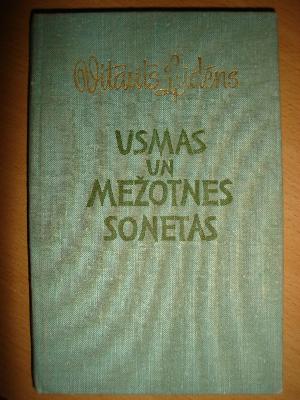 Vitauts Ļūdēns
USMAS
UN
MEŽOTNES
SONETAS